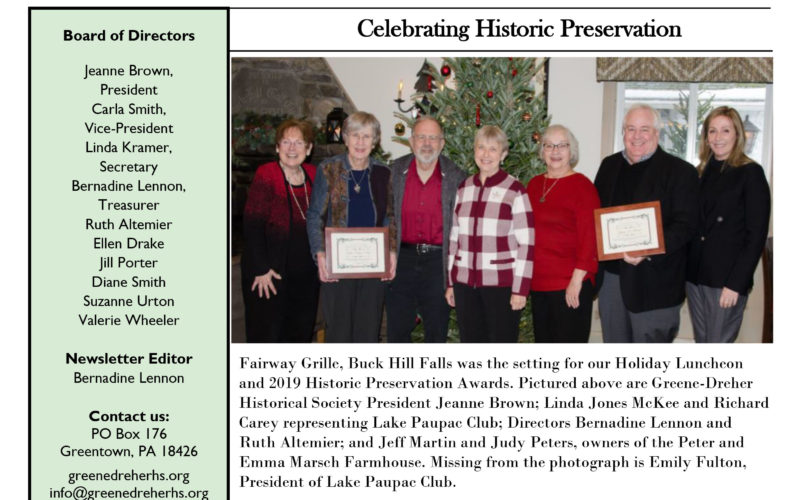 Board of Directors
Jeanne Brown,
President
Carla Smith,
Vice-President
Linda Kramer,
Secretary
Bernadine Lennon,
Treasurer
Ruth Altemier
Ellen Drake
Jill Porter
Diane Smith
Suzanne Urton
Valerie Wheeler
Newsletter Editor
Bernadine Lennon
Contact us:
PO Box 176
Greentown, PA 18426
greenedreherhs.org
info@greenedreherhs.org
Celebrating Historic Preservation
Fairway Grille, Buck Hill Falls was the setting for our Holiday Luncheon
and 2019 Historic Preservation Awards. Pictured above are Greene-Dreher
Historical Society President Jeanne Brown; Linda Jones McKee and Richard
Carey representing Lake Paupac Club; Directors Bernadine Lennon and
Ruth Altemier; and Jeff Martin and Judy Peters, owners of the Peter and
Emma Marsch Farmhouse. Missing from the photograph is Emily Fulton,
President of Lake Paupac Club.